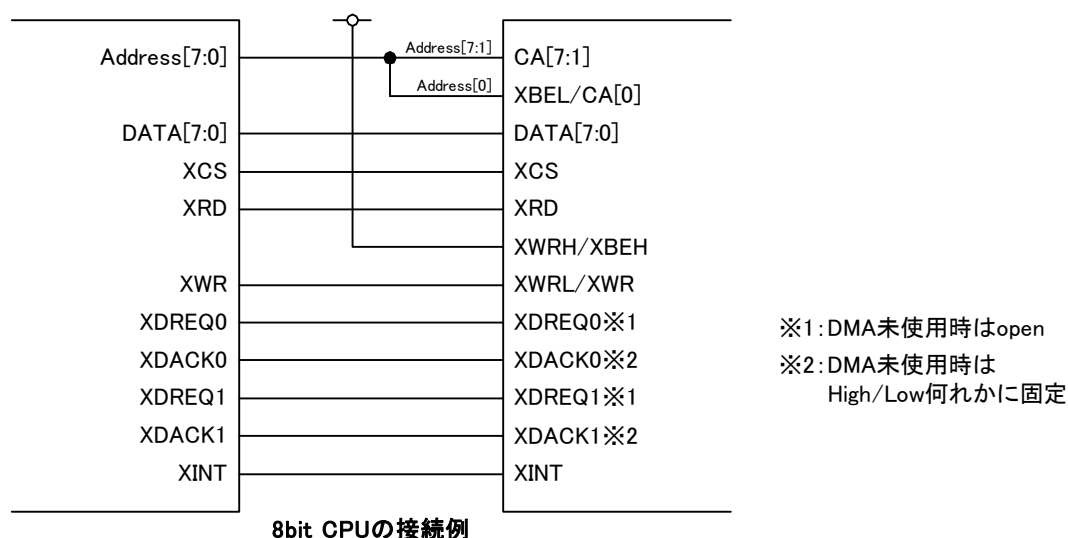 Address[7:0]
Address[7:1]
CA[7:1]
Address[0]
XBEL/CA[0]
DATA[7:0]
DATA[7:0]
XCS
XCS
XRD
XRD
XWRH/XBEH
XWR
XWRL/XWR
XDREQ0
XDREQ0※1
XDACK0
XDACK0※2
XDREQ1
XDREQ1※1
XDACK1
XDACK1※2
XINT
XINT
※1:DMA未使用時はopen
※2:DMA未使用時は
High/Low何れかに固定
8bit CPUの接続例